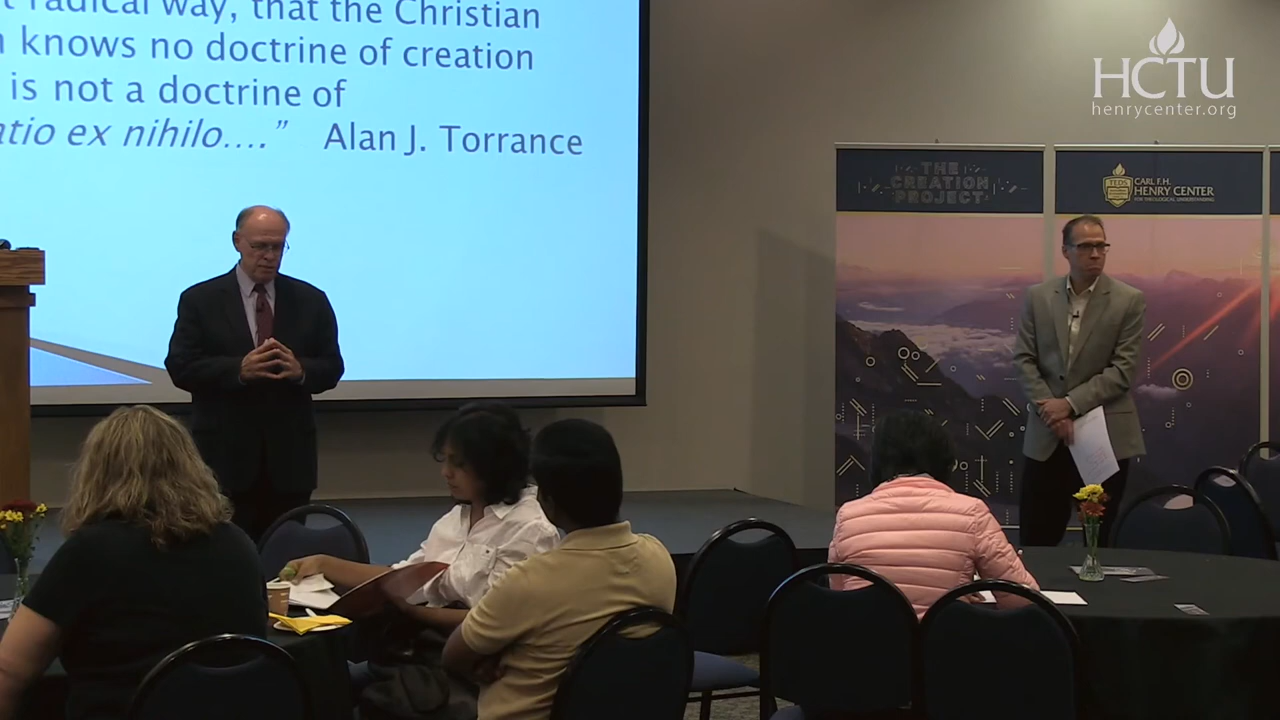 radical way, that the Christian
knows no doctrine of creation
is not a doctrine of
ex nihilo…." Alan J. Torrance
HCTU
henrycenter.org
THE
CREATION
PROJECT
TEDS
CARL F.H.
HENRY CENTER
FOR THEOLOGICAL UNDERSTANDING